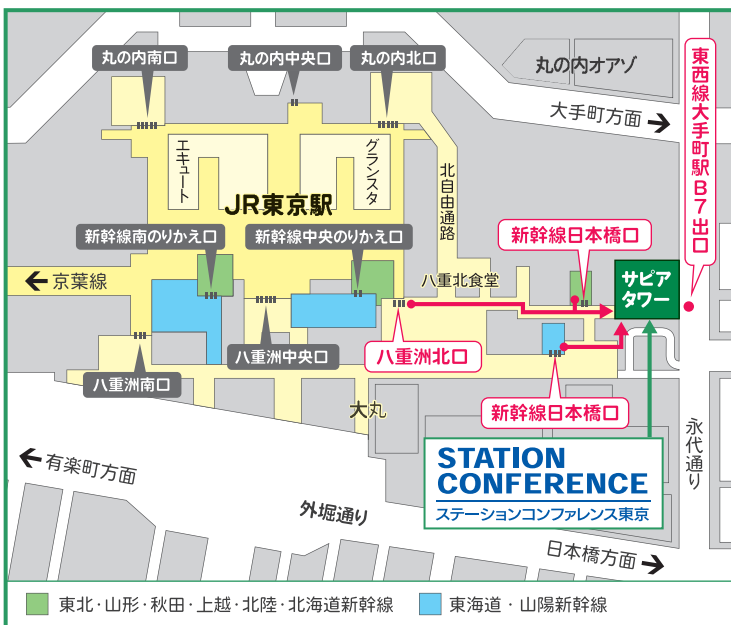 丸の内南口
丸の内中央口
丸の内北口
丸の内オアゾ
大手町方面
東西線大手町駅B7出口
エキュート
グランスタ
北自由通路
JR東京駅
新幹線南のりかえ口
新幹線中央のりかえ口
新幹線日本橋口
京葉線
八重北食堂
サピア
タワー
八重洲南口
八重洲中央口
八重洲北口
新幹線日本橋口
大丸
永代通り
有楽町方面
STATION
CONFERENCE
ステーションコンファレンス東京
外堀通り
日本橋方面
東北・山形・秋田・上越・北陸・北海道新幹線
東海道・山陽新幹線